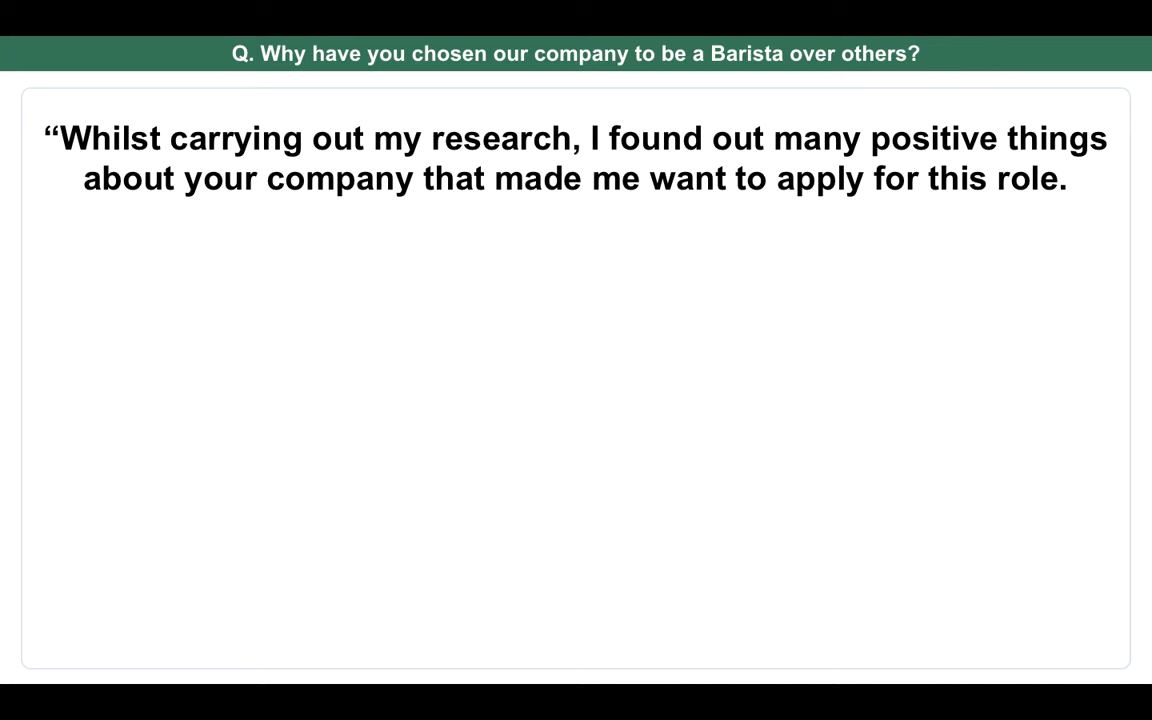 Q. Why have you chosen our company to be a Barista over others?
“Whilst carrying out my research, I found out many positive things
about your company that made me want to apply for this role.